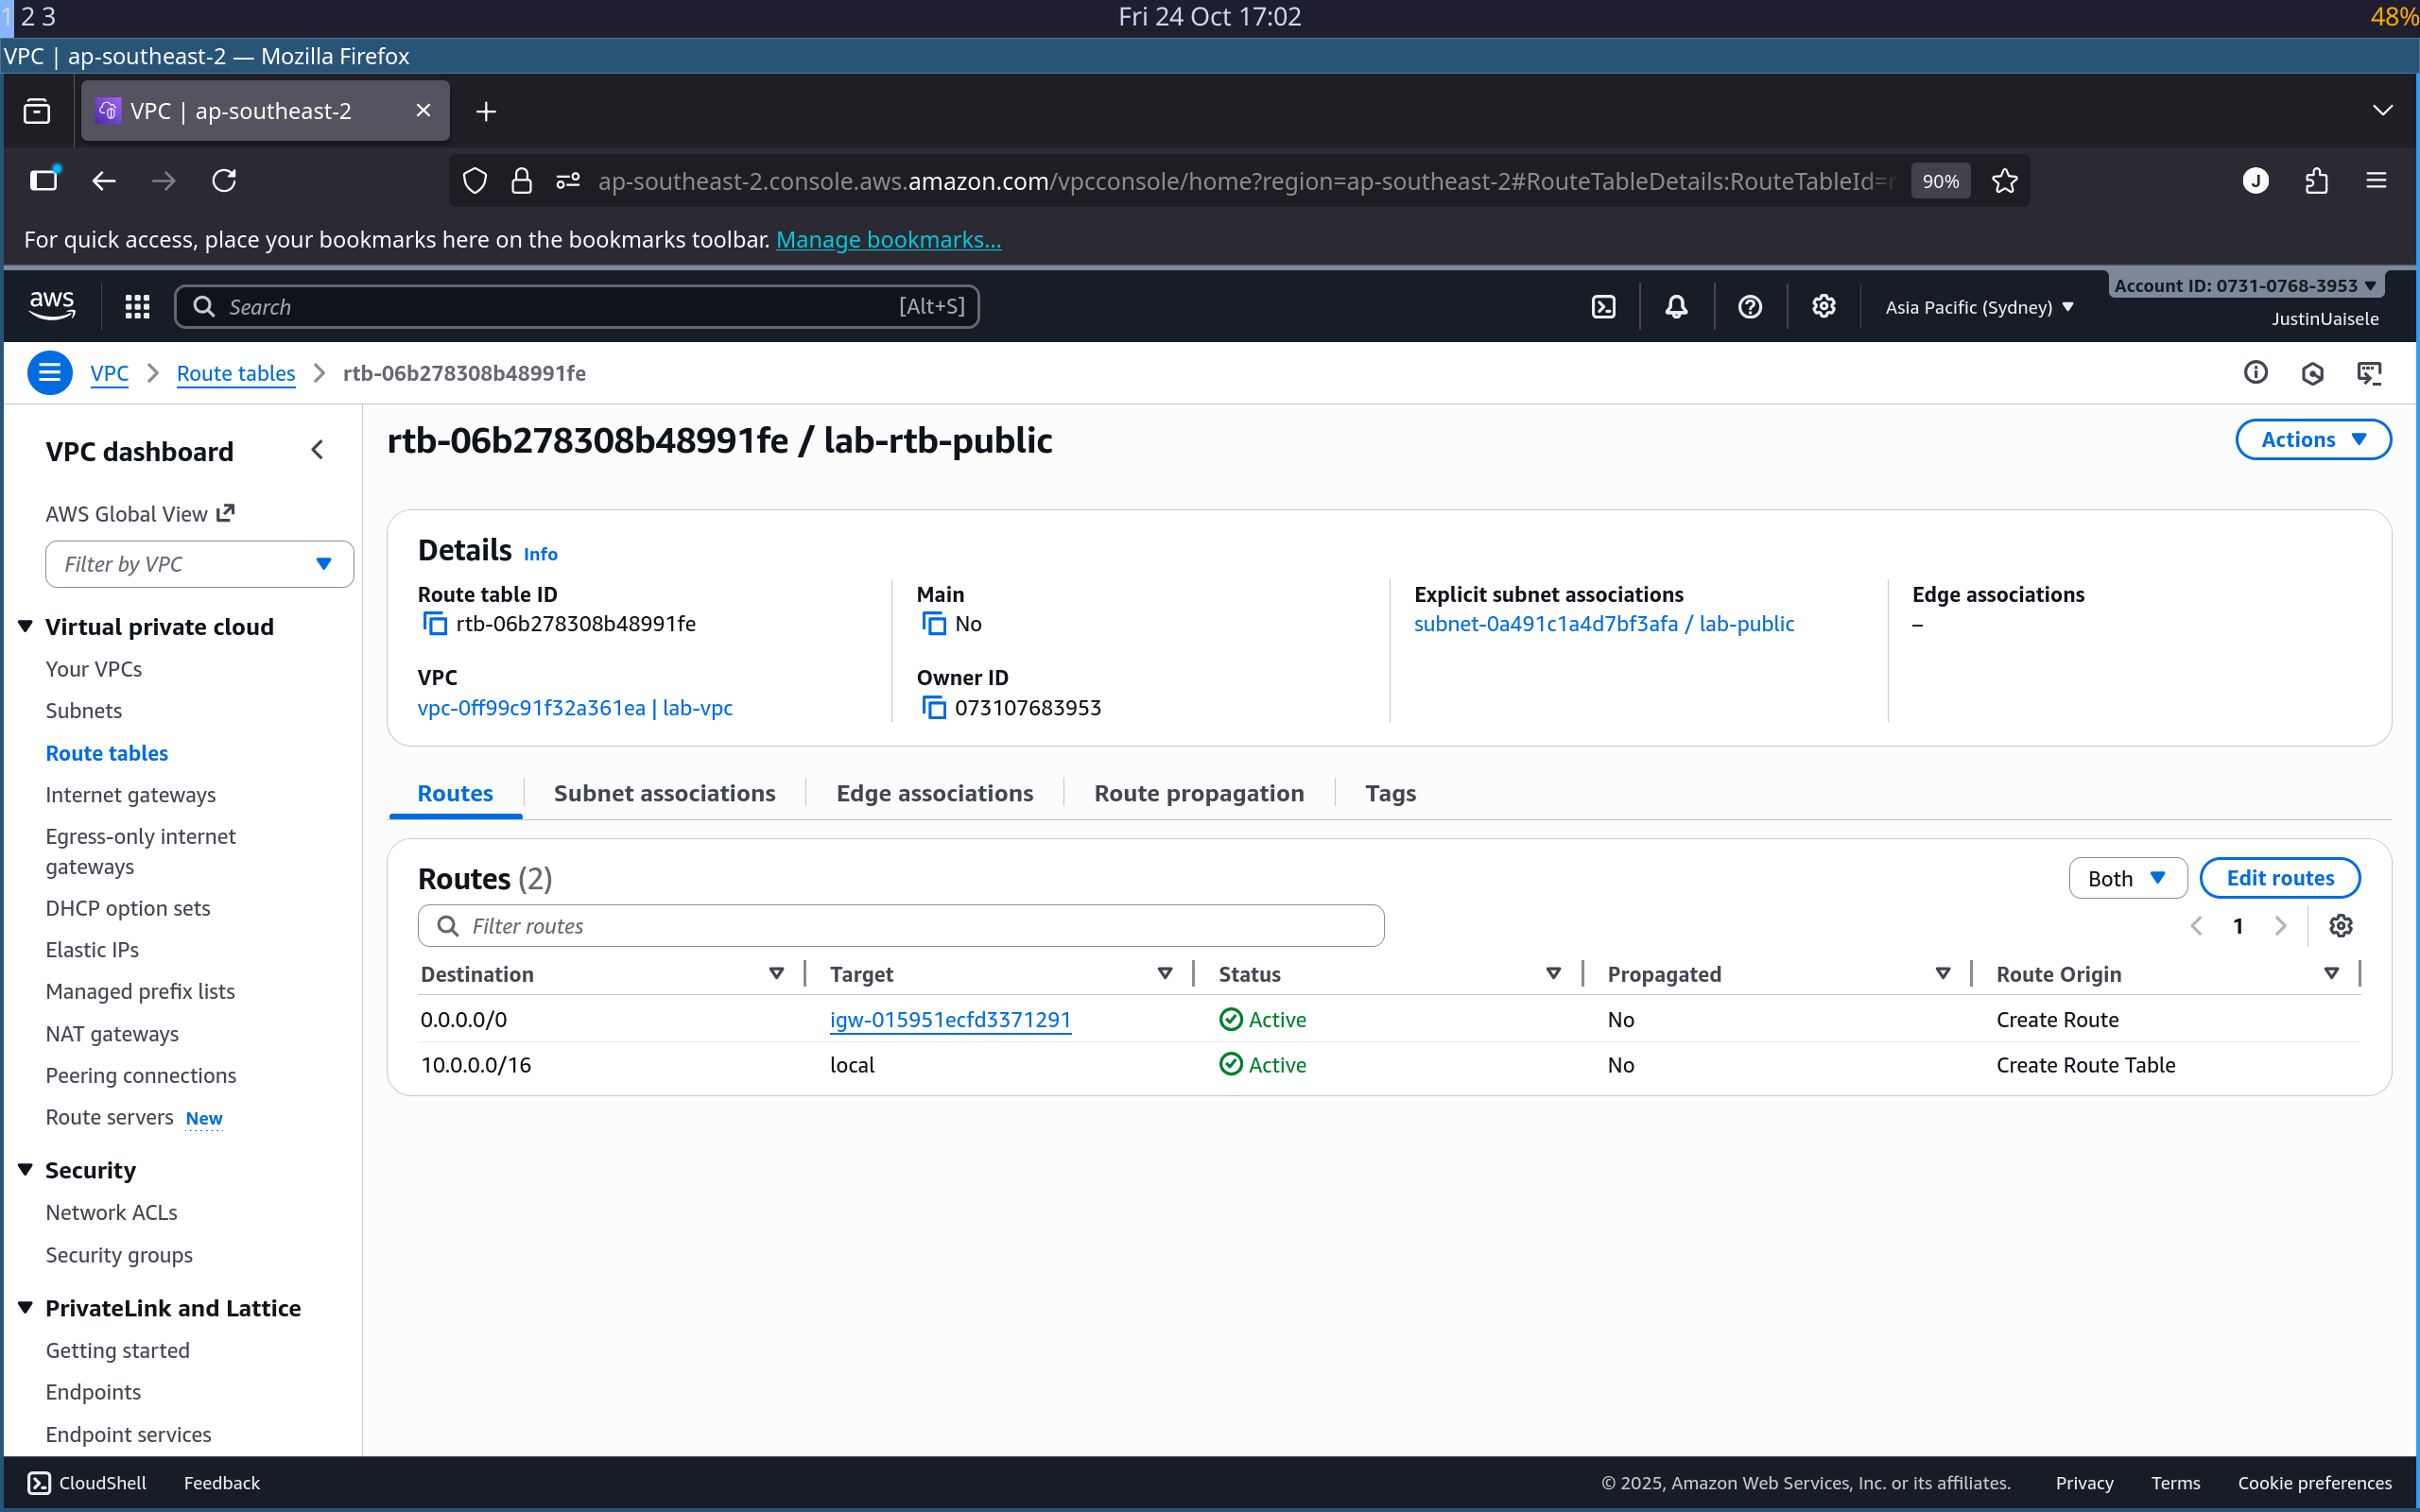 1 2 3
Fri 24 Oct 17:02
48%
VPC | ap-southeast-2 — Mozilla Firefox
VPC | ap-southeast-2
ap-southeast-2.console.aws.amazon.com/vpcconsole/home?region=ap-southeast-2#RouteTableDetails:RouteTableId=r
90%
J
For quick access, place your bookmarks here on the bookmarks toolbar. Manage bookmarks...
aws
Search
[Alt+S]
Asia Pacific (Sydney)
Account ID: 0731-0768-3953
JustinUaisele
VPC
Route tables
rtb-06b278308b48991fe
VPC dashboard
AWS Global View
Filter by VPC
Virtual private cloud
Your VPCs
Subnets
Route tables
Internet gateways
Egress-only internet
gateways
DHCP option sets
Elastic IPs
Managed prefix lists
NAT gateways
Peering connections
Route servers New
Security
Network ACLs
Security groups
PrivateLink and Lattice
Getting started
Endpoints
Endpoint services
rtb-06b278308b48991fe / lab-rtb-public
Actions
Details Info
Route table ID
rtb-06b278308b48991fe
VPC
vpc-0ff99c91f32a361ea | lab-vpc
Main
No
Owner ID
073107683953
Explicit subnet associations
subnet-0a491c1a4d7bf3afa / lab-public
Edge associations
–
Routes
Subnet associations
Edge associations
Route propagation
Tags
Routes (2)
Both
Edit routes
Filter routes
1
Destination Target Status Propagated Route Origin
0.0.0.0/0 igw-015951ecfd3371291 Active No Create Route
10.0.0.0/16 local Active No Create Route Table
CloudShell
Feedback
© 2025, Amazon Web Services, Inc. or its affiliates.
Privacy
Terms
Cookie preferences